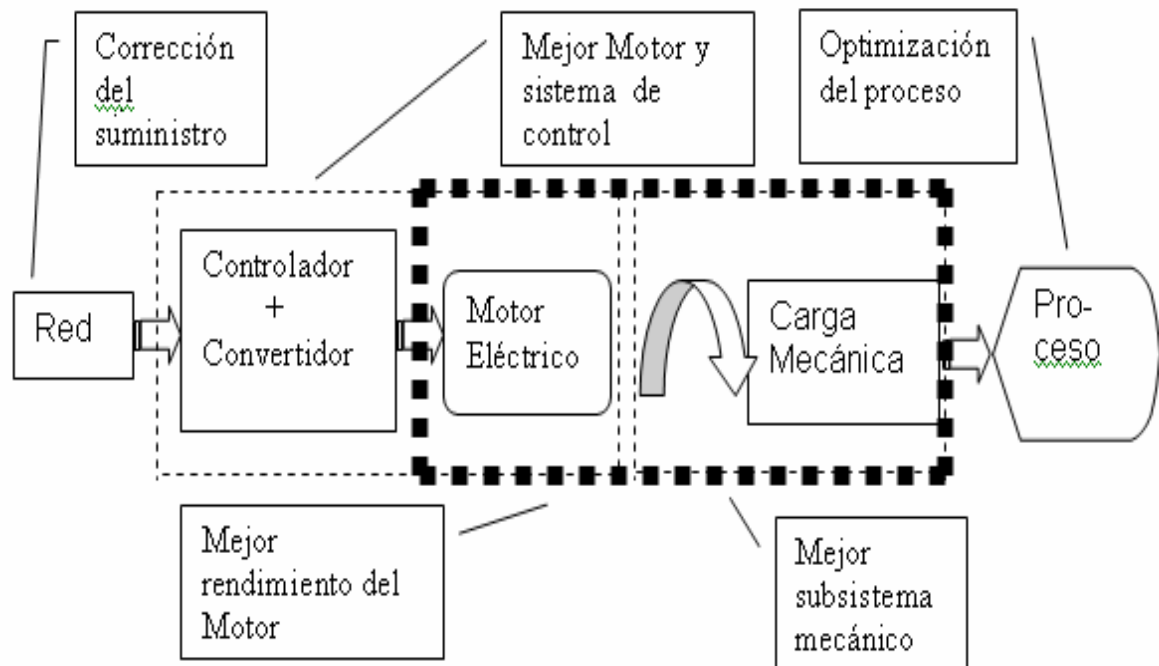 Corrección
del
suministro
Mejor Motor y
sistema de
control
Optimización
del proceso
Red
Controlador
+
Convertidor
Motor
Eléctrico
Carga
Mecánica
Pro-
ceso
Mejor
rendimiento del
Motor
Mejor
subsistema
mecánico